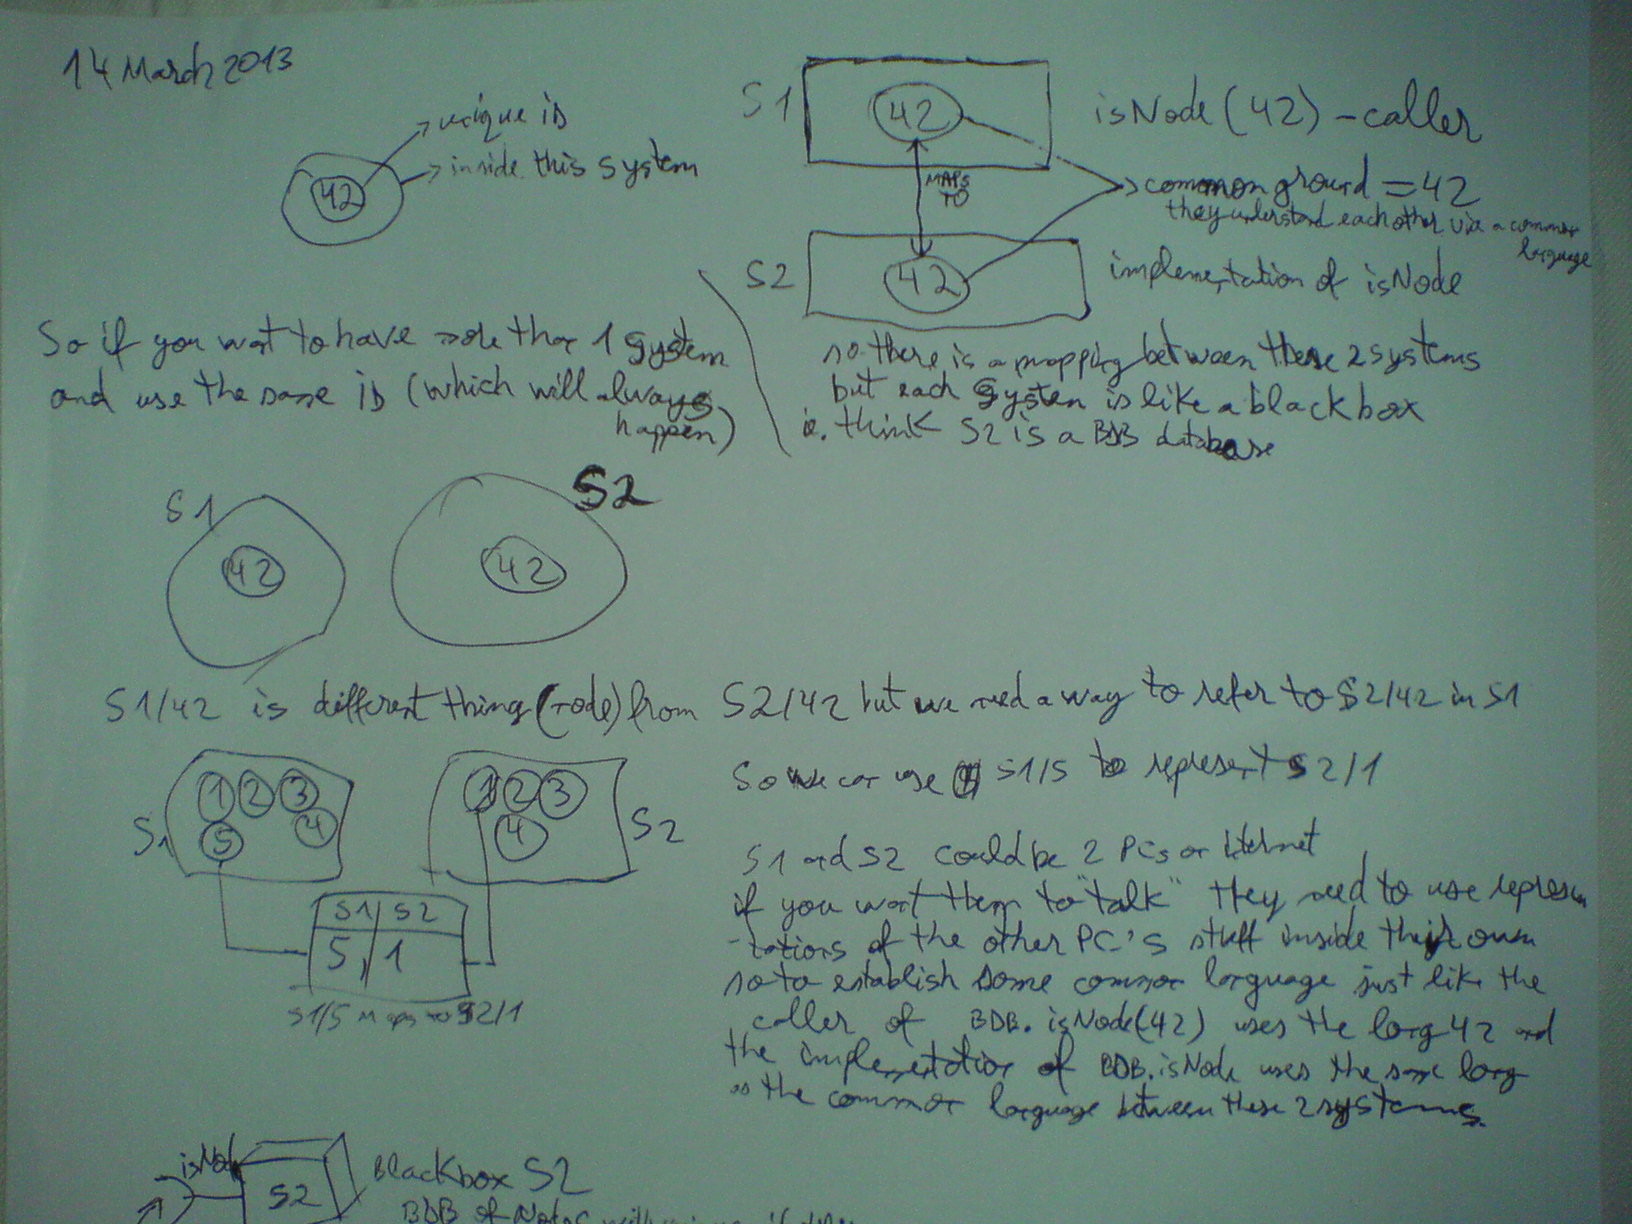 14 March 2013
unique ID
inside this system
42
S1
42
isNode(42) - caller
MAPS
TO
common ground = 42
they understand each other via a common
language
S2
42
implementation of isNode
So if you want to have more than 1 system
and use the same ID (which will always
happen)
so there is a mapping between these 2 systems
but each system is like a blackbox
ie. think S2 is a BDB database
S1
42
S2
42
S1/42 is different thing (node) from S2/42 but we need a way to refer to S2/42 in S1
S1
1 2 3
5 4
1 2 3
4
S2
So we can use S1/5 to represent S2/1
S1 | S2
5, 1
S1/5 maps to S2/1
S1 and S2 could be 2 PCs on internet
if you want them to "talk" they need to use represen
-tations of the other PC's stuff inside their own
so to establish some common language just like the
caller of BDB.isNode(42) uses the long 42 and
the implementation of BDB.isNode uses the same long
as the common language between these 2 systems
isNode
S2
Blackbox S2
BDB of Nodes